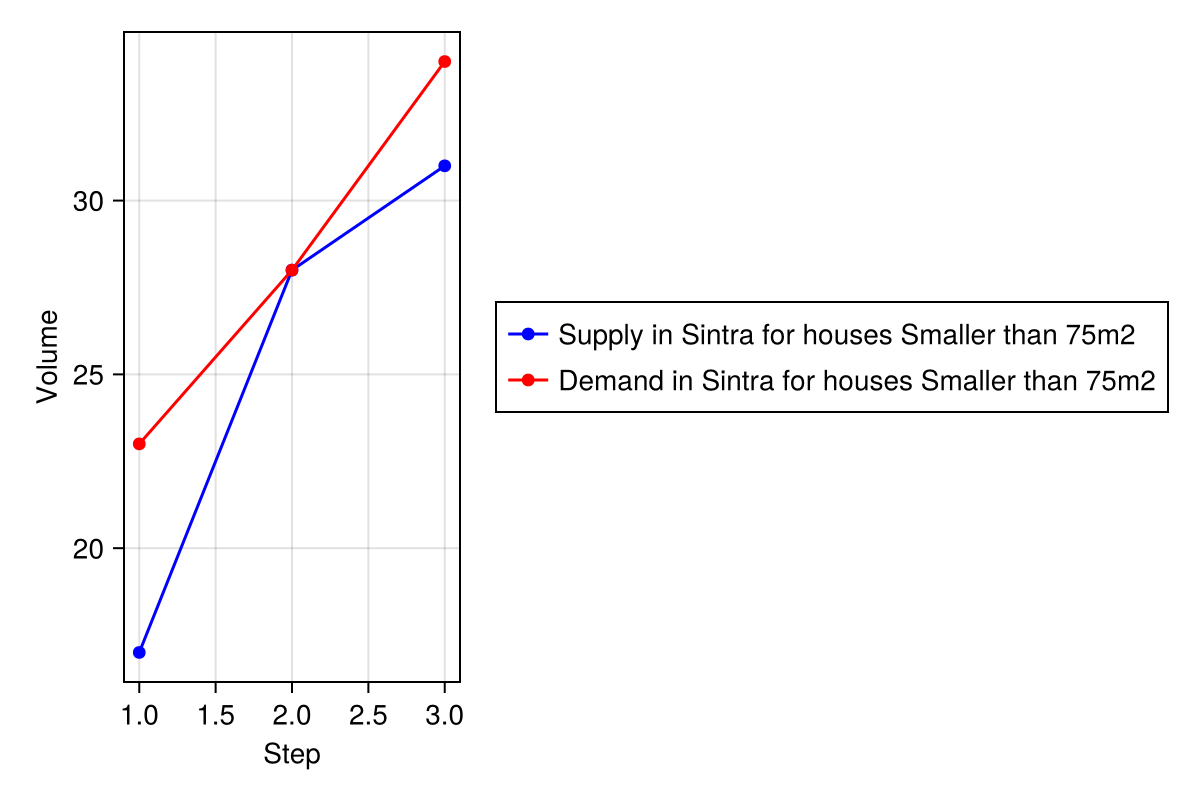 30
25
20
Volume
1.0 1.5 2.0 2.5 3.0
Step
Supply in Sintra for houses Smaller than 75m2
Demand in Sintra for houses Smaller than 75m2